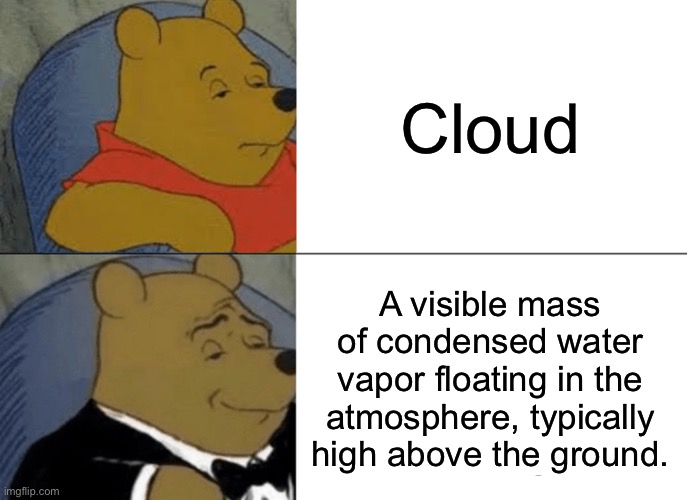 Cloud
A visible mass
of condensed water
vapor floating in the
atmosphere, typically
high above the ground.
imgflip.com